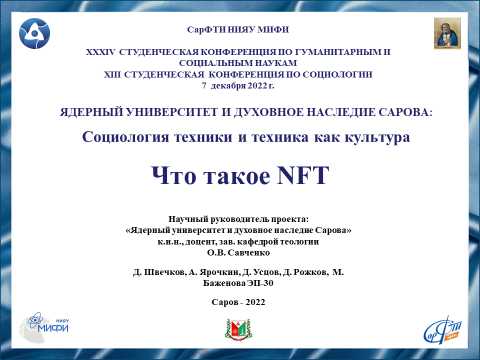 СарФТИ НИЯУ МИФИ
XXXIV СТУДЕНЧЕСКАЯ КОНФЕРЕНЦИЯ ПО ГУМАНИТАРНЫМ И
СОЦИАЛЬНЫМ НАУКАМ
XIII СТУДЕНЧЕСКАЯ КОНФЕРЕНЦИЯ ПО СОЦИОЛОГИИ
7 декабря 2022 г.
ЯДЕРНЫЙ УНИВЕРСИТЕТ И ДУХОВНОЕ НАСЛЕДИЕ САРОВА:
Социология техники и техника как культура
Что такое NFT
Научный руководитель проекта:
«Ядерный университет и духовное наследие Сарова»
к.и.н., доцент, зав. кафедрой теологии
О.В. Савченко
Д. Швечков, А. Ярочкин, Д. Усцов, Д. Рожков, М.
Баженова ЭП-30
Саров - 2022
НИЯУ
МИФИ